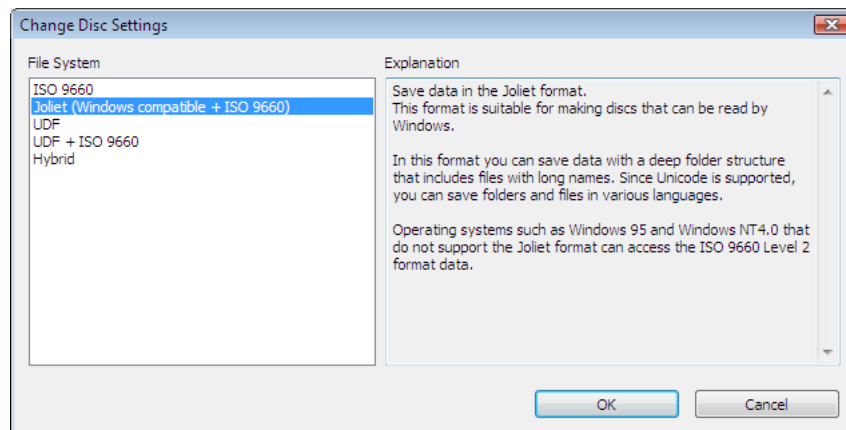 Change Disc Settings
File System
Explanation
ISO 9660
Joliet (Windows compatible + ISO 9660)
UDF
UDF + ISO 9660
Hybrid
Save data in the Joliet format.
This format is suitable for making discs that can be read by
Windows.
In this format you can save data with a deep folder structure
that includes files with long names. Since Unicode is supported,
you can save folders and files in various languages.
Operating systems such as Windows 95 and Windows NT4.0 that
do not support the Joliet format can access the ISO 9660 Level 2
format data.
OK
Cancel